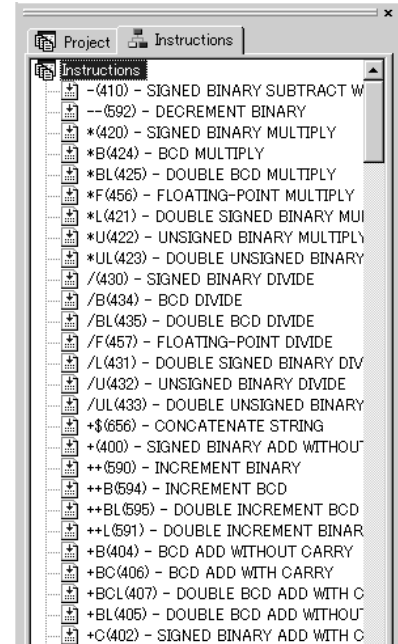 Project Instructions
Instructions
-(410) - SIGNED BINARY SUBTRACT W
--(592) - DECREMENT BINARY
*(420) - SIGNED BINARY MULTIPLY
*B(424) - BCD MULTIPLY
*BL(425) - DOUBLE BCD MULTIPLY
*F(456) - FLOATING-POINT MULTIPLY
*L(421) - DOUBLE SIGNED BINARY MUI
*U(422) - UNSIGNED BINARY MULTIPLY
*UL(423) - DOUBLE UNSIGNED BINARY
/(430) - SIGNED BINARY DIVIDE
/B(434) - BCD DIVIDE
/BL(435) - DOUBLE BCD DIVIDE
/F(457) - FLOATING-POINT DIVIDE
/L(431) - DOUBLE SIGNED BINARY DIV
/U(432) - UNSIGNED BINARY DIVIDE
/UL(433) - DOUBLE UNSIGNED BINARY
+$(656) - CONCATENATE STRING
+(400) - SIGNED BINARY ADD WITHOUT
++(590) - INCREMENT BINARY
++B(594) - INCREMENT BCD
++BL(595) - DOUBLE INCREMENT BCD
++L(591) - DOUBLE INCREMENT BINAR
+B(404) - BCD ADD WITHOUT CARRY
+BC(406) - BCD ADD WITH CARRY
+BCL(407) - DOUBLE BCD ADD WITH C
+BL(405) - DOUBLE BCD ADD WITHOUT
+C(402) - SIGNED BINARY ADD WITH C